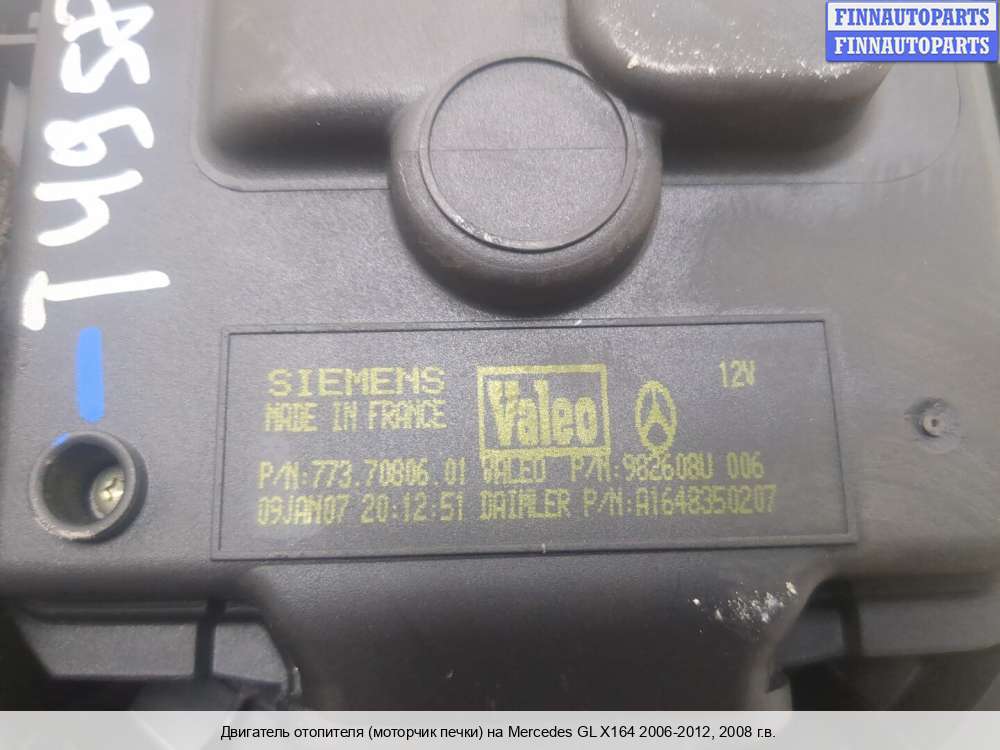 FINNAUTOPARTS
FINNAUTOPARTS
SIEMENS
MADE IN FRANCE
Valeo
12V
P/N:773.70806.01 VALEO P/N:982608U 006
09JAN07 20:12:51 DAIMLER P/N:A1648350207
Двигатель отопителя (моторчик печки) на Mercedes GL X164 2006-2012, 2008 г.в.